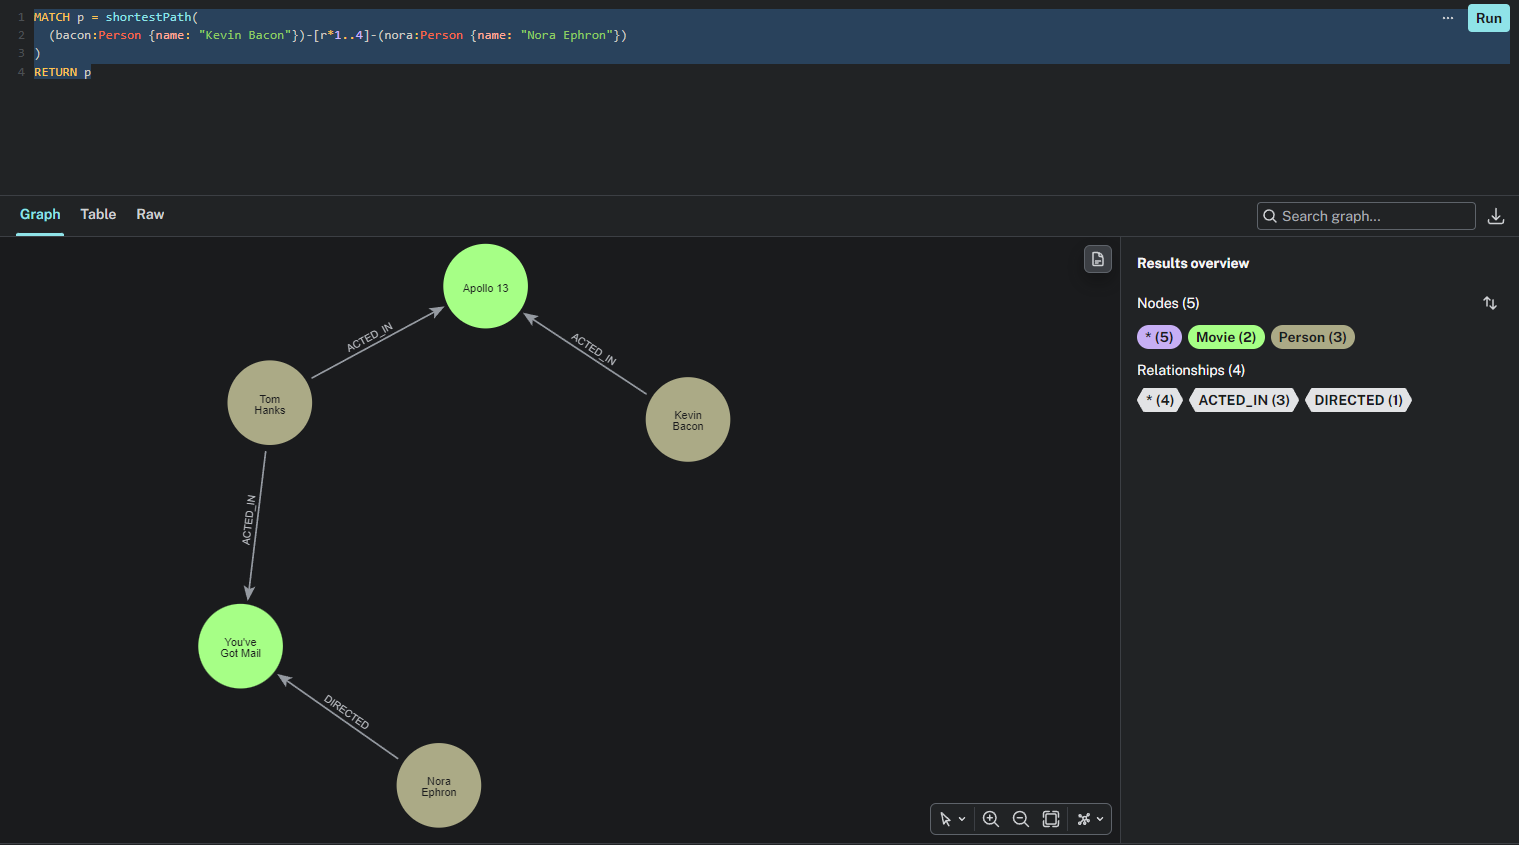 1 MATCH p = shortestPath(
2 (bacon:Person {name: "Kevin Bacon"})-[r*1..4]-(nora:Person {name: "Nora Ephron"})
3 )
4 RETURN p
... Run
Graph Table Raw
Search graph...
Apollo 13
ACTED_IN
ACTED_IN
Tom
Hanks
Kevin
Bacon
ACTED_IN
You've
Got Mail
DIRECTED
Nora
Ephron
Results overview
Nodes (5)
* (5) Movie (2) Person (3)
Relationships (4)
* (4) ACTED_IN (3) DIRECTED (1)